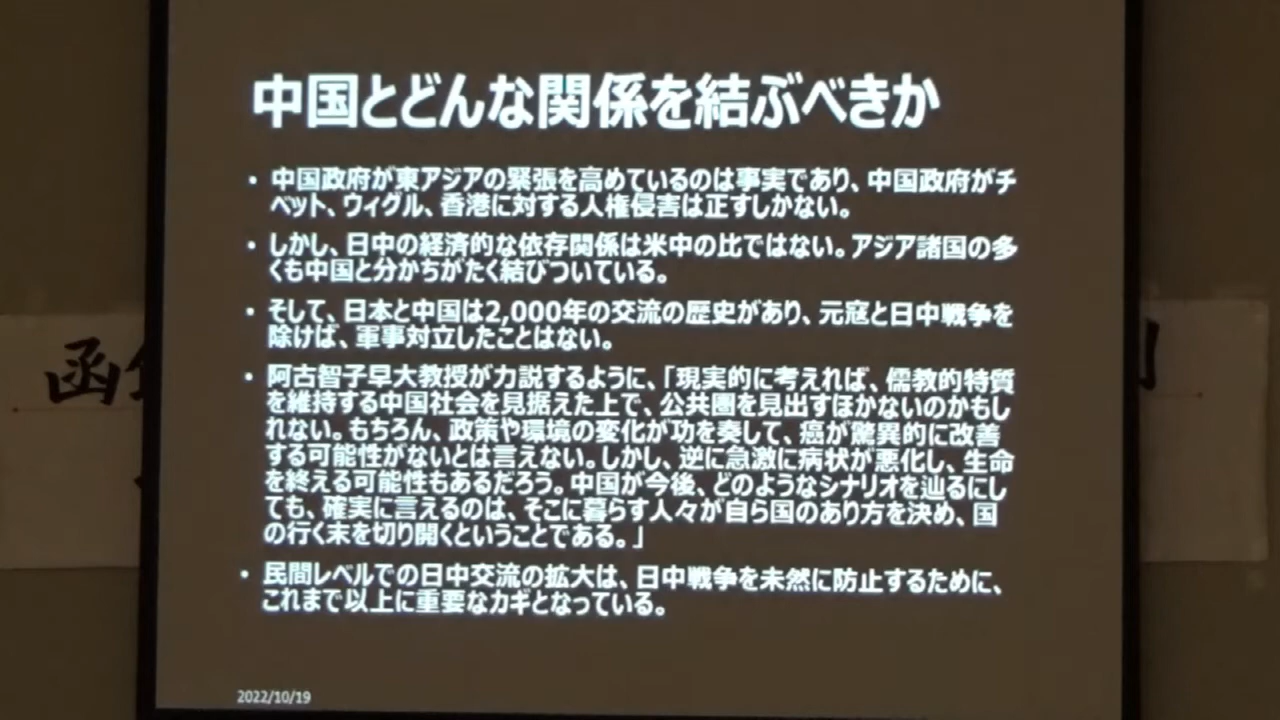 中国とどんな関係を結ぶべきか
・中国政府が東アジアの緊張を高めているのは事実であり、中国政府がチ
ベット、ウィグル、香港に対する人権侵害は正すしかない。
・しかし、日中の経済的な依存関係は米中の比ではない。アジア諸国の多
くも中国と分かちがたく結びついている。
・そして、日本と中国は2,000年の交流の歴史があり、元寇と日中戦争を
除けば、軍事対立したことはない。
・阿古智子早大教授が力説するように、「現実的に考えれば、儒教的特質
を維持する中国社会を見据えた上で、公共圏を見出すほかないのかもし
れない。もちろん、政策や環境の変化が功を奏して、癌が驚異的に改善
する可能性がないとは言えない。しかし、逆に急激に病状が悪化し、生命
を終える可能性もあるだろう。中国が今後、どのようなシナリオを辿るにし
ても、確実に言えるのは、そこに暮らす人々が自ら国のあり方を決め、国
の行く末を切り開くということである。」
・民間レベルでの日中交流の拡大は、日中戦争を未然に防止するために、
これまで以上に重要なカギとなっている。
2022/10/19
函